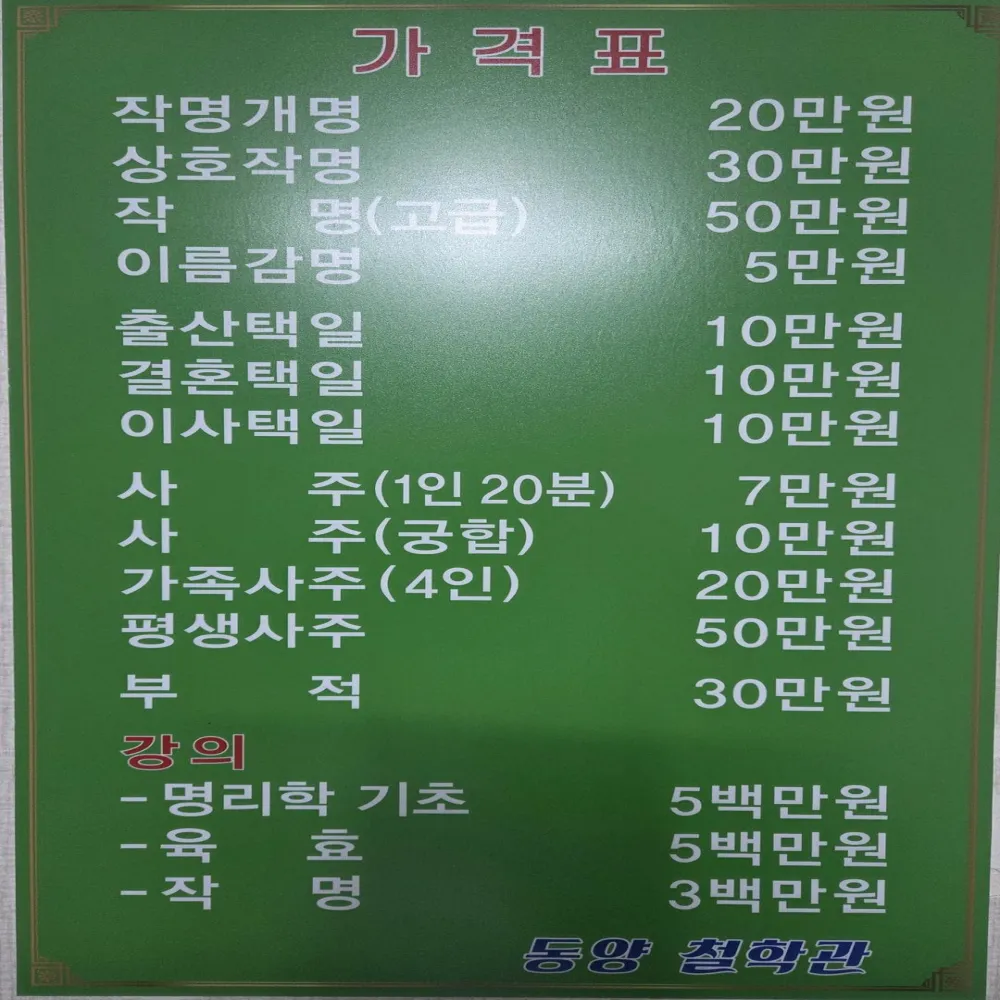 가격표
작명개명 20만원
상호작명 30만원
작 명(고급) 50만원
이름감명 5만원
출산택일 10만원
결혼택일 10만원
이사택일 10만원
사 주(1인 20분) 7만원
사 주(궁합) 10만원
가족사주(4인) 20만원
평생사주 50만원
부 적 30만원
강의
- 명리학 기초 5백만원
- 육 효 5백만원
- 작 명 3백만원
동양 철학관